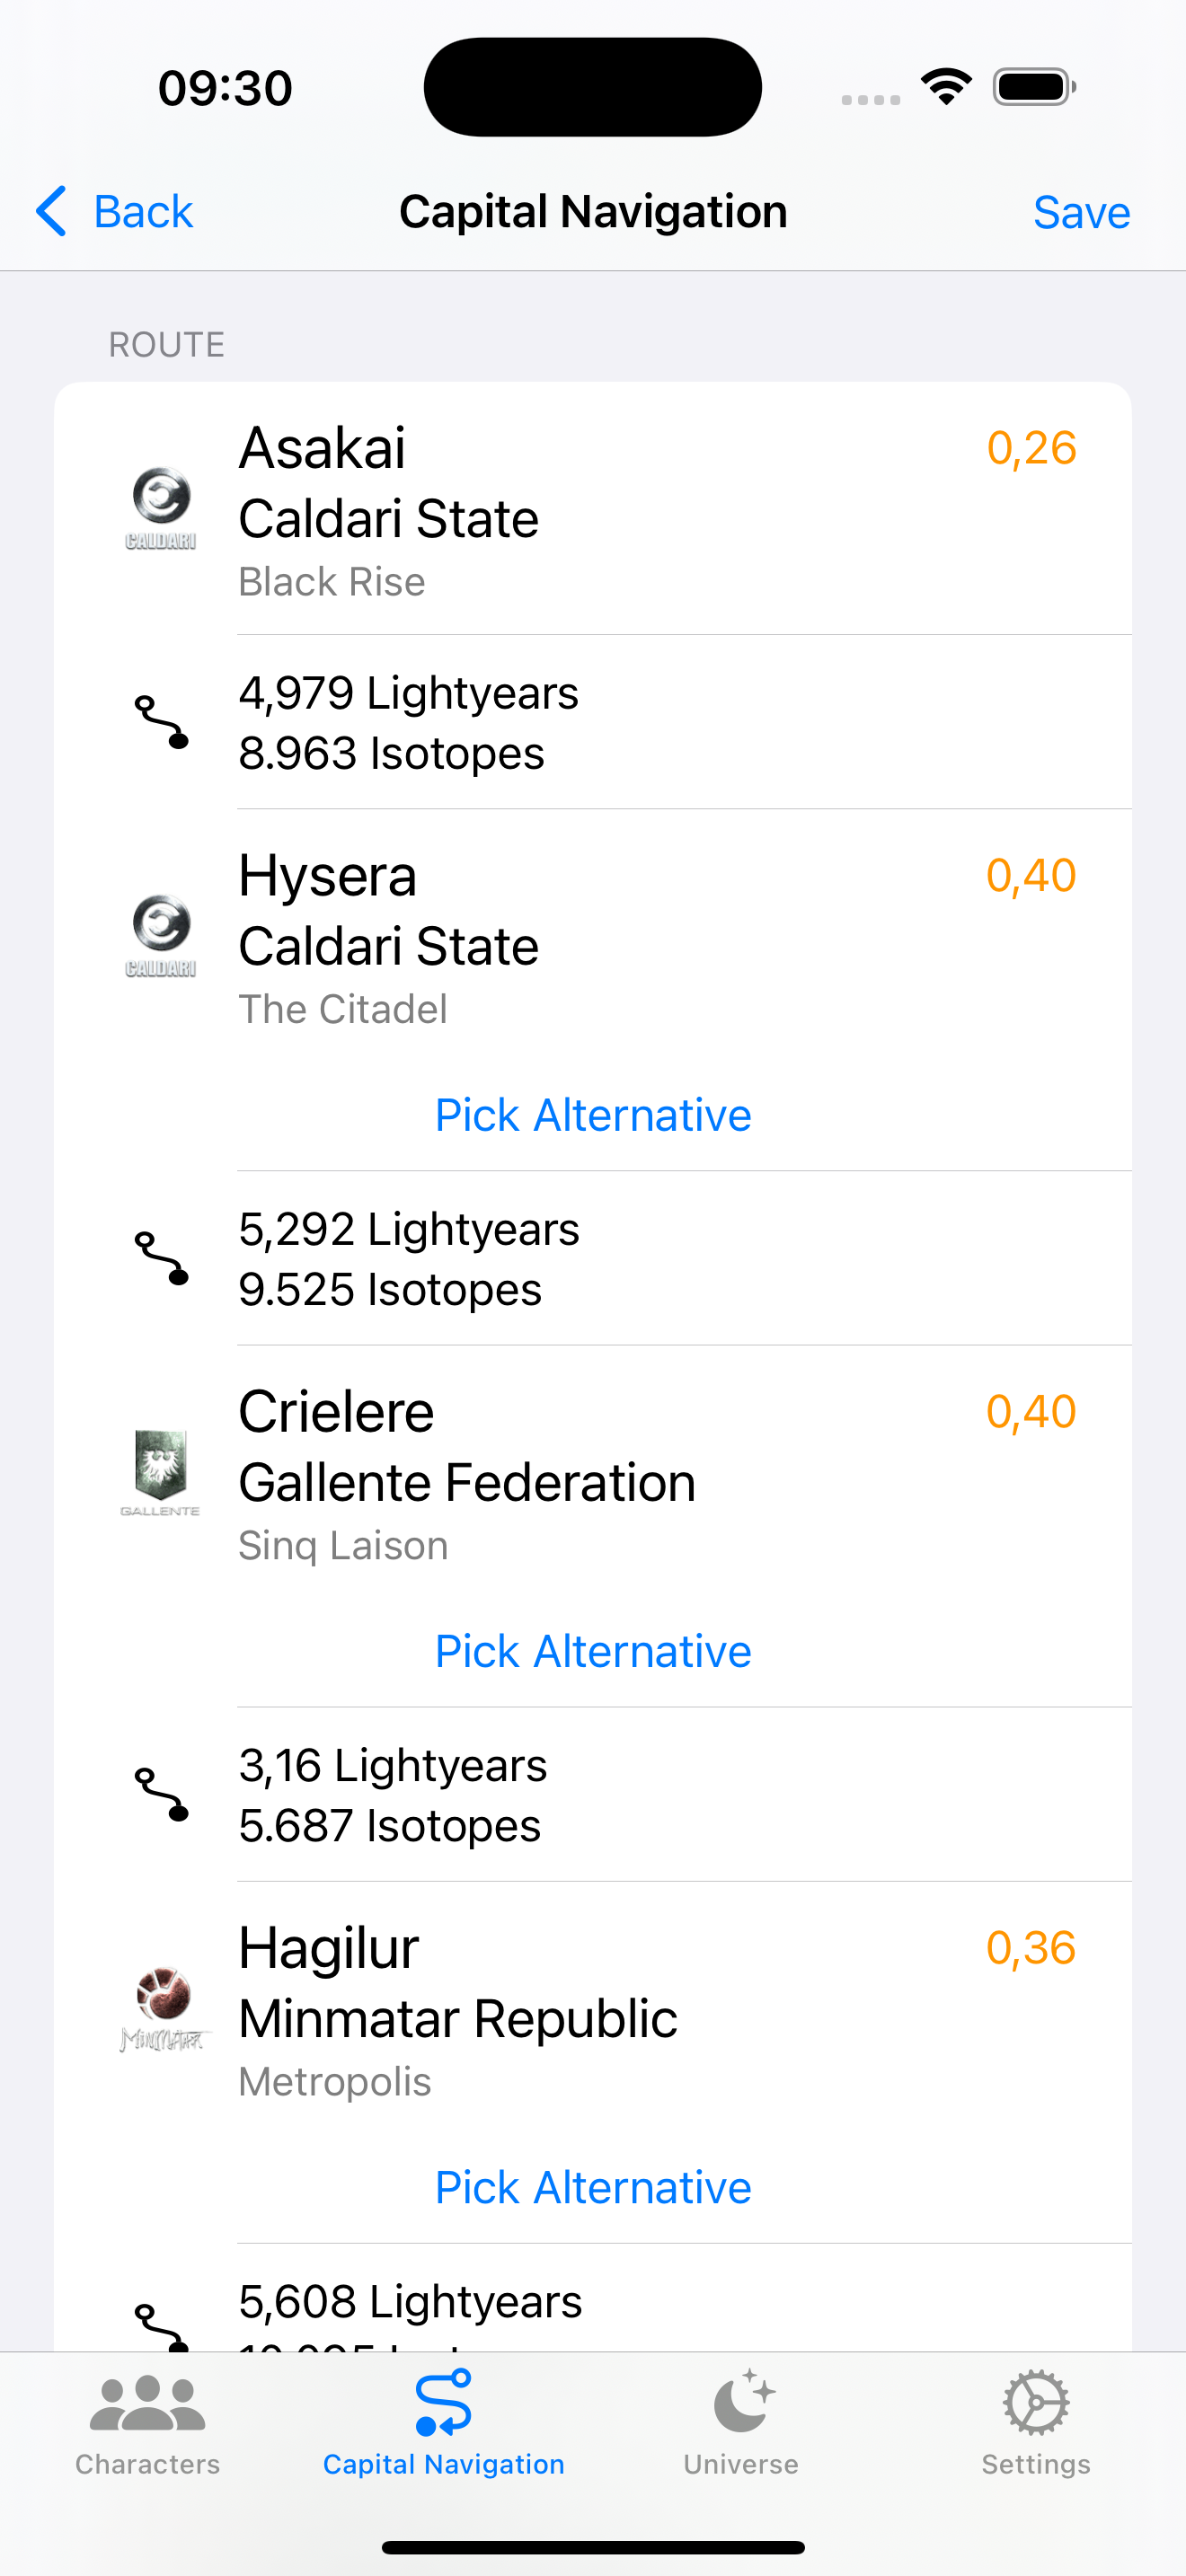 09:30
Back
Capital Navigation
Save
ROUTE
Asakai
0,26
Caldari State
Black Rise
CALDARI
4,979 Lightyears
8.963 Isotopes
Hysera
0,40
Caldari State
The Citadel
CALDARI
Pick Alternative
5,292 Lightyears
9.525 Isotopes
Crielere
0,40
Gallente Federation
Sinq Laison
GALLENTE
Pick Alternative
3,16 Lightyears
5.687 Isotopes
Hagilur
0,36
Minmatar Republic
Metropolis
MINMATAR
Pick Alternative
5,608 Lightyears
Characters
Capital Navigation
Universe
Settings